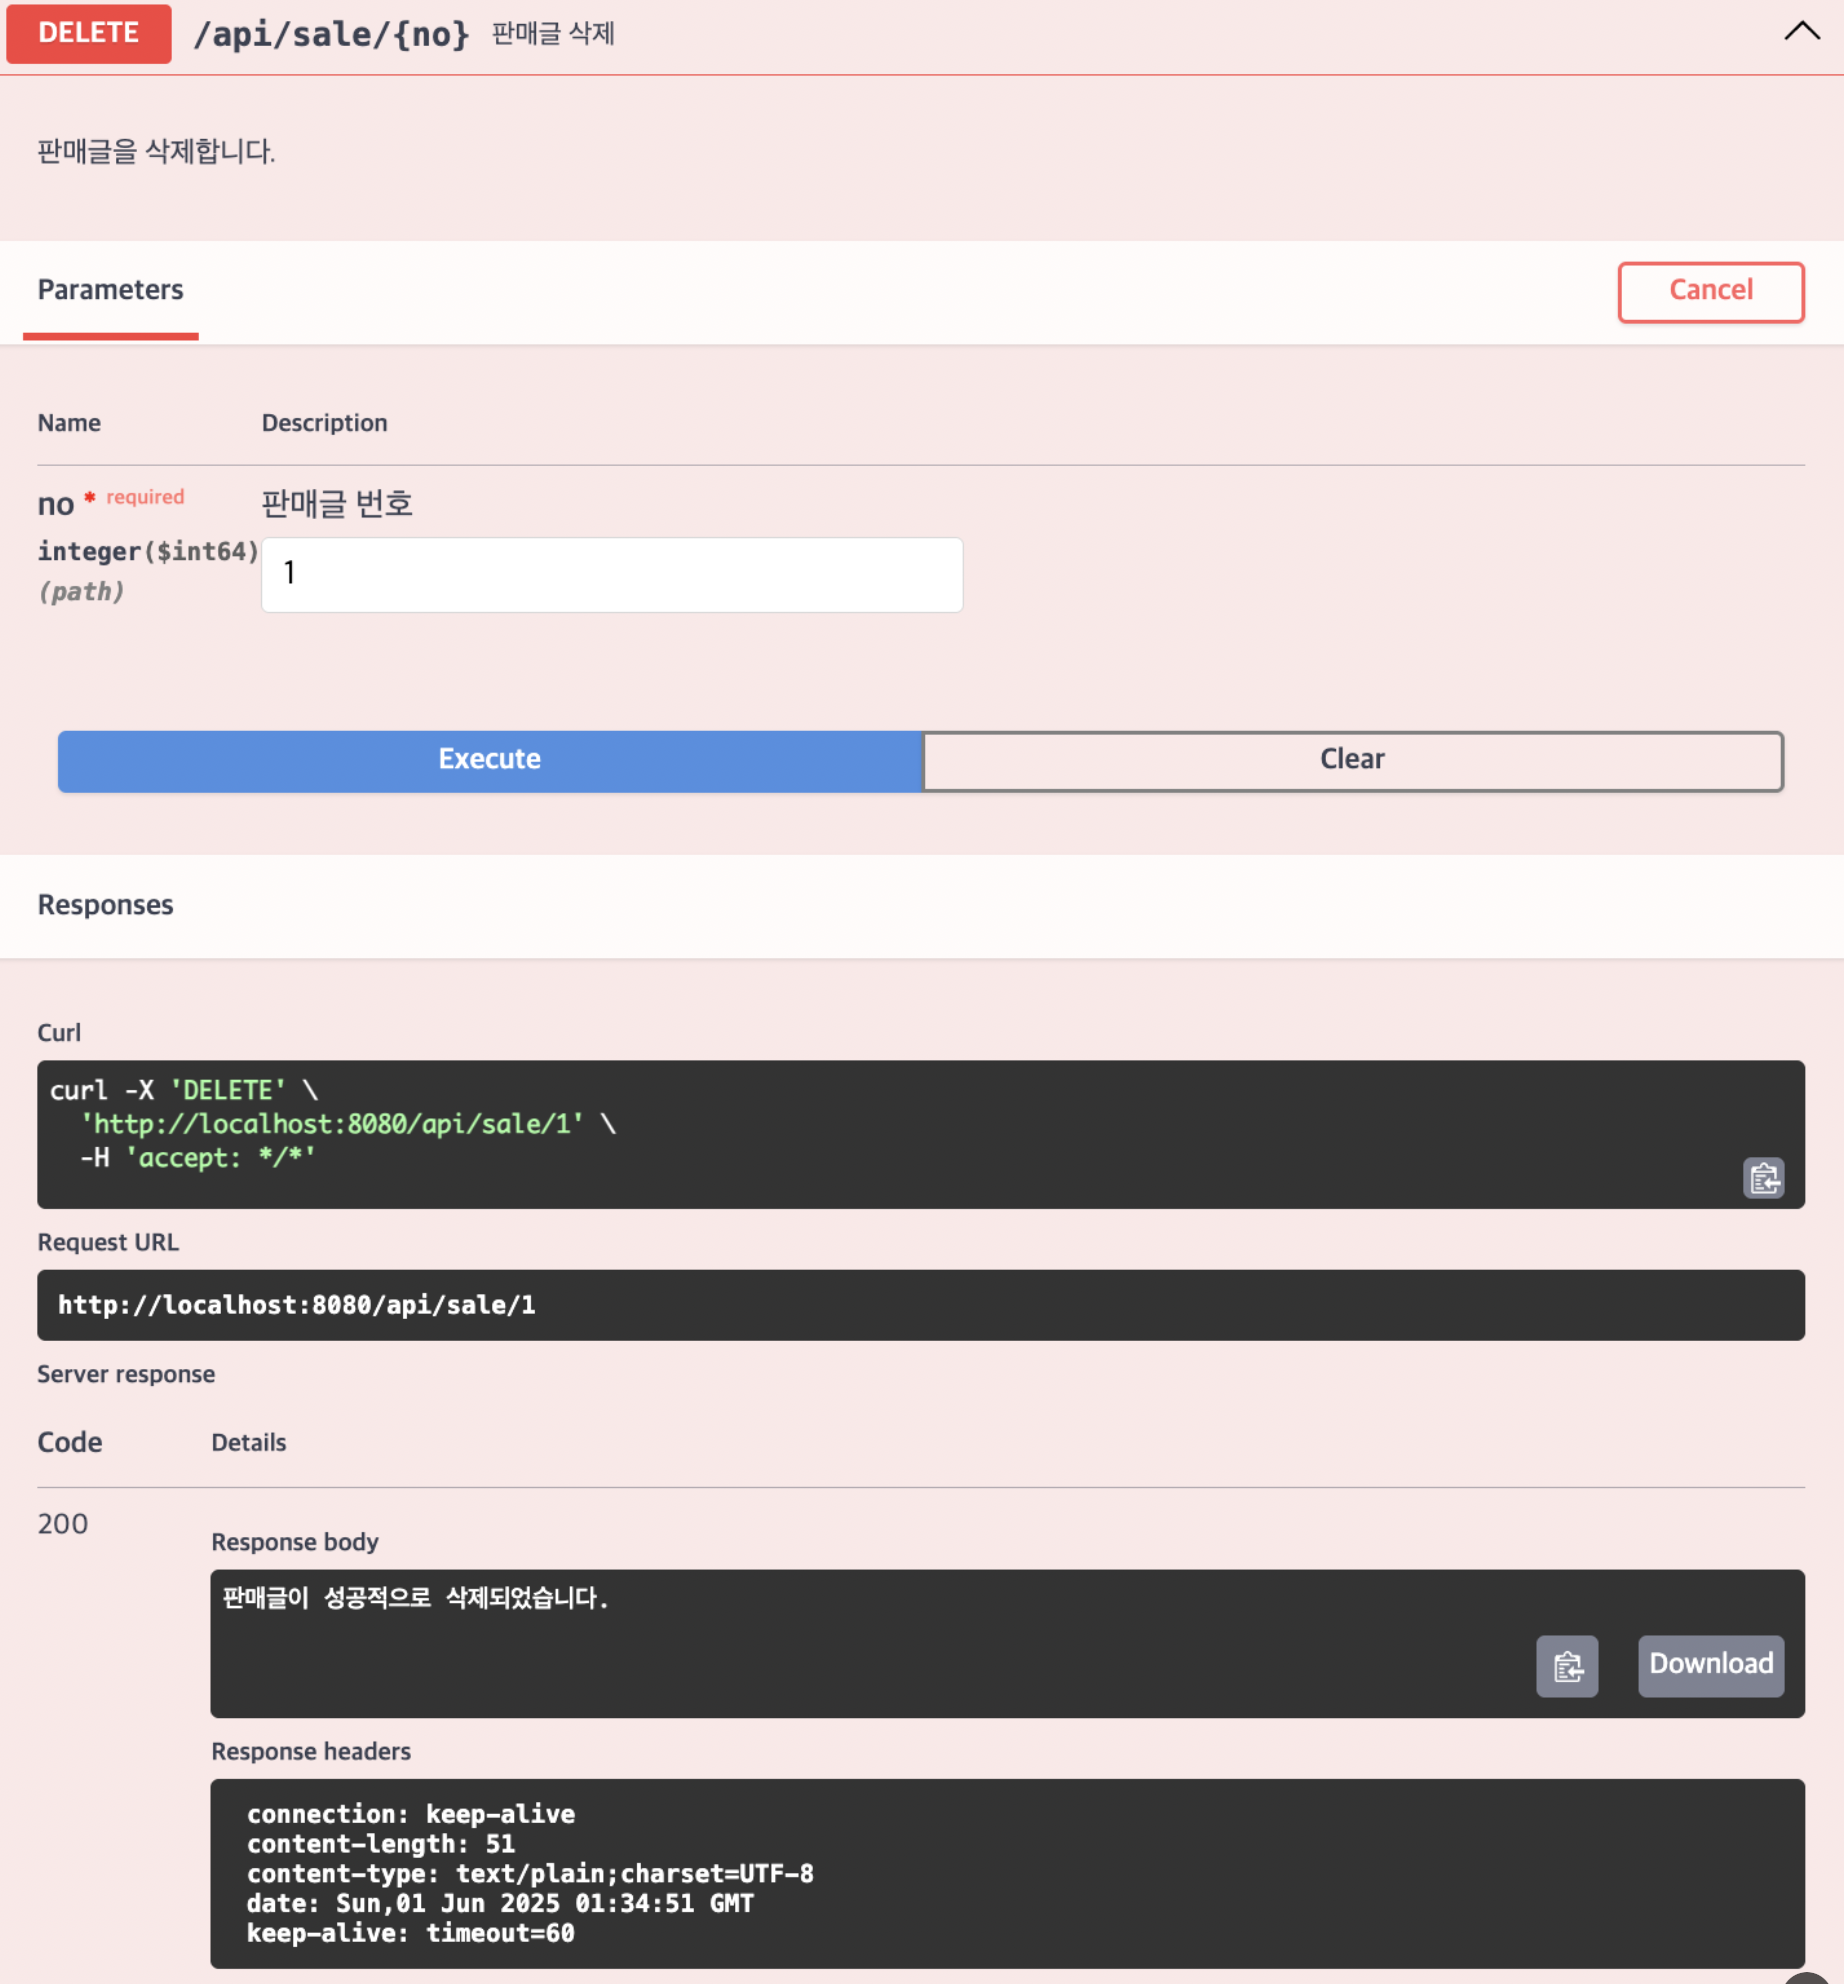 DELETE /api/sale/{no} 판매글 삭제
판매글을 삭제합니다.
Parameters
Cancel
Name Description
no * required 판매글 번호
integer($int64) 1
(path)
Execute Clear
Responses
Curl
curl -X 'DELETE' \
'http://localhost:8080/api/sale/1' \
-H 'accept: */*'
Request URL
http://localhost:8080/api/sale/1
Server response
Code Details
200
Response body
판매글이 성공적으로 삭제되었습니다.
Download
Response headers
connection: keep-alive
content-length: 51
content-type: text/plain;charset=UTF-8
date: Sun,01 Jun 2025 01:34:51 GMT
keep-alive: timeout=60